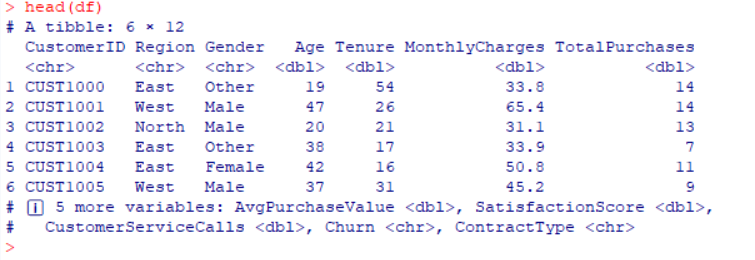 > head(df)
# A tibble: 6 × 12
  CustomerID Region Gender   Age Tenure MonthlyCharges TotalPurchases
  <chr>      <chr>  <chr>  <dbl>  <dbl>          <dbl>          <dbl>
1 CUST1000   East   Other     19     54           33.8             14
2 CUST1001   West   Male      47     26           65.4             14
3 CUST1002   North  Male      20     21           31.1             13
4 CUST1003   East   Other     38     17           33.9              7
5 CUST1004   East   Female    42     16           50.8             11
6 CUST1005   West   Male      37     31           45.2              9
# ℹ 5 more variables: AvgPurchaseValue <dbl>, SatisfactionScore <dbl>,
#   CustomerServiceCalls <dbl>, Churn <chr>, ContractType <chr>
>